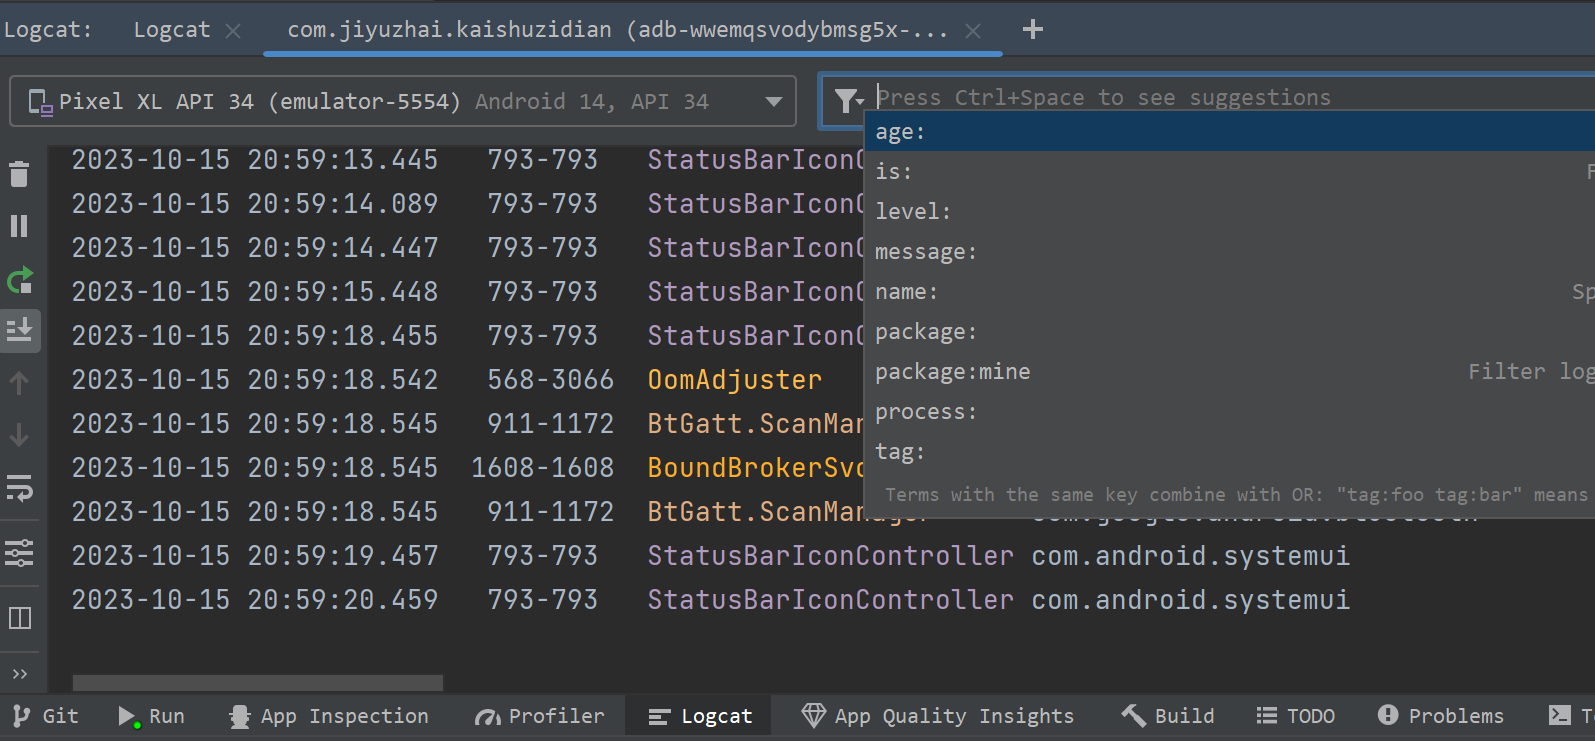 Logcat: Logcat com.jiyuzhai.kaishuzidian (adb-wwemqsvodybmsg5x-...
Pixel XL API 34 (emulator-5554) Android 14, API 34
Press Ctrl+Space to see suggestions
age:
is:
level:
message:
name:
package:
package:mine Filter log
process:
tag:
Terms with the same key combine with OR: "tag:foo tag:bar" means
2023-10-15 20:59:13.445 793-793 StatusBarIconC
2023-10-15 20:59:14.089 793-793 StatusBarIconC
2023-10-15 20:59:14.447 793-793 StatusBarIconC
2023-10-15 20:59:15.448 793-793 StatusBarIconC
2023-10-15 20:59:18.455 793-793 StatusBarIconC
2023-10-15 20:59:18.542 568-3066 OomAdjuster
2023-10-15 20:59:18.545 911-1172 BtGatt.ScanMan
2023-10-15 20:59:18.545 1608-1608 BoundBrokerSvc
2023-10-15 20:59:18.545 911-1172 BtGatt.ScanManager com.google.android.bluetooth
2023-10-15 20:59:19.457 793-793 StatusBarIconController com.android.systemui
2023-10-15 20:59:20.459 793-793 StatusBarIconController com.android.systemui
Git Run App Inspection Profiler Logcat App Quality Insights Build TODO Problems